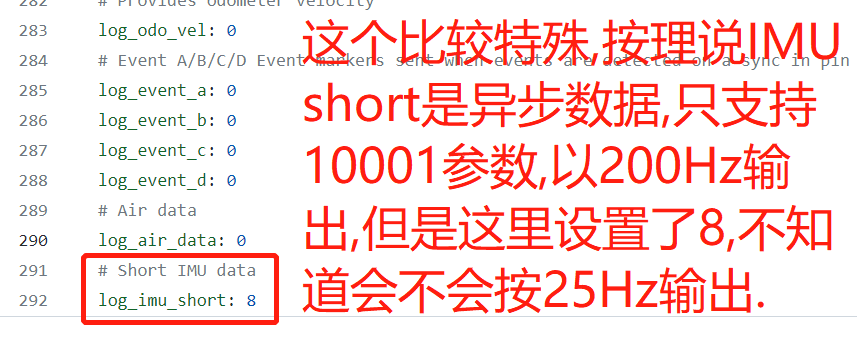 282 # Provides odometer velocity
283 log_odo_vel: 0
284 # Event A/B/C/D Event markers sent when events are detected on a sync in pin
285 log_event_a: 0
286 log_event_b: 0
287 log_event_c: 0
288 log_event_d: 0
289 # Air data
290 log_air_data: 0
291 # Short IMU data
292 log_imu_short: 8
这个比较特殊,按理说IMU
short是异步数据,只支持
10001参数,以200Hz输
出,但是这里设置了8,不知
道会不会按25Hz输出.